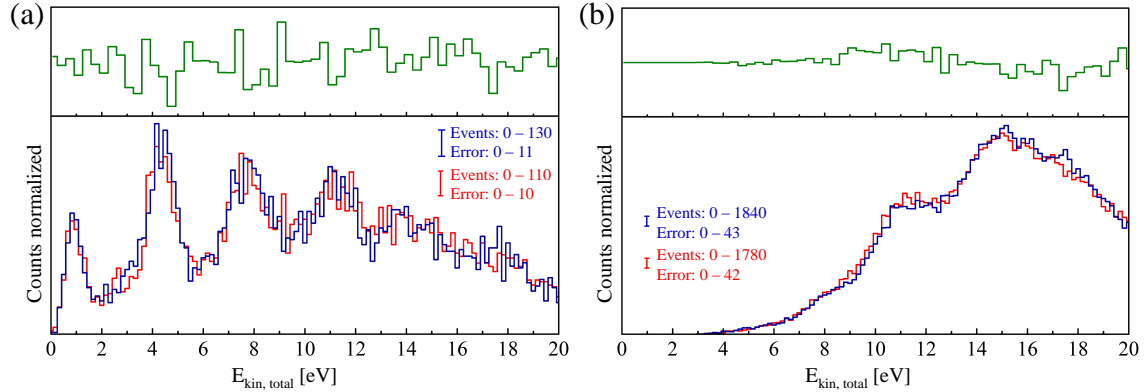 (a)
Counts normalized
Events: 0 – 130
Error: 0 – 11
Events: 0 – 110
Error: 0 – 10
0 2 4 6 8 10 12 14 16 18 20
E kin, total [eV]
(b)
Counts normalized
Events: 0 – 1840
Error: 0 – 43
Events: 0 – 1780
Error: 0 – 42
0 2 4 6 8 10 12 14 16 18 20
E kin, total [eV]